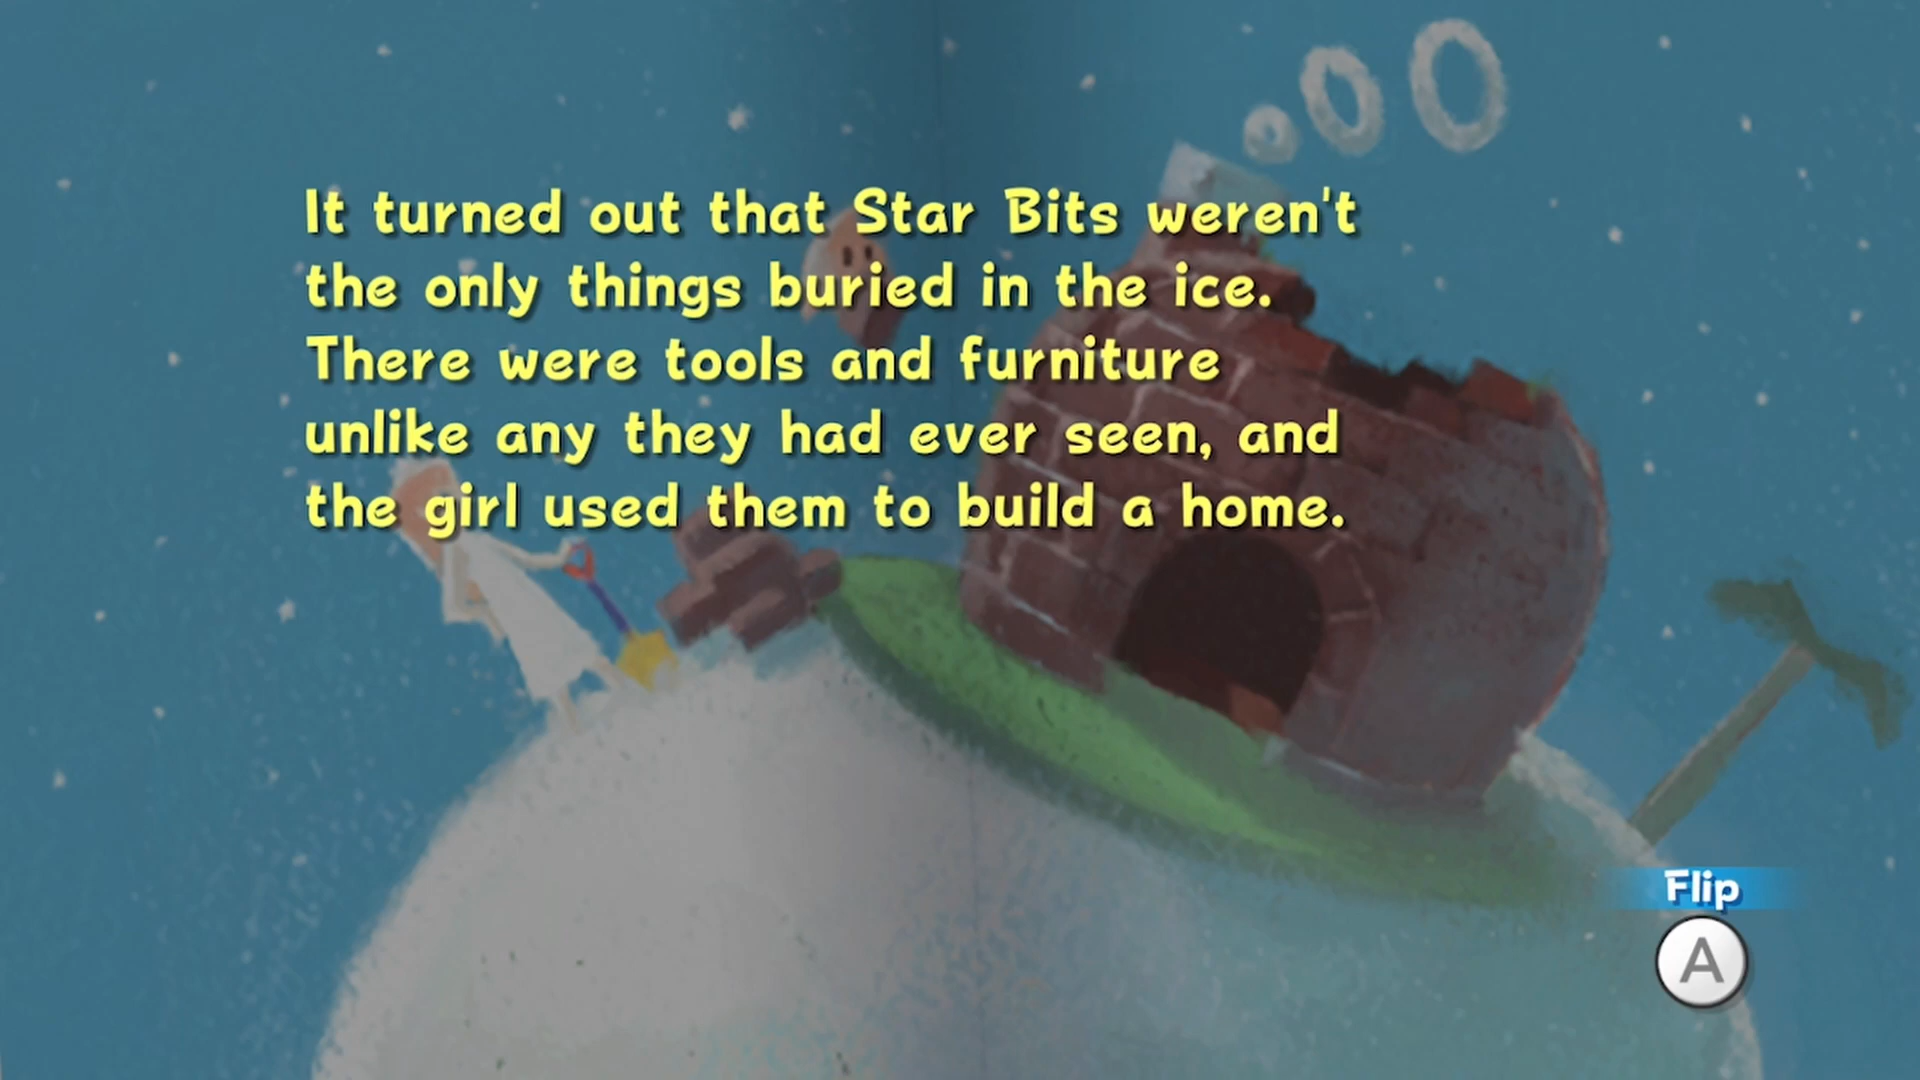 It turned out that Star Bits weren't
the only things buried in the ice.
There were tools and furniture
unlike any they had ever seen, and
the girl used them to build a home.
Flip
A